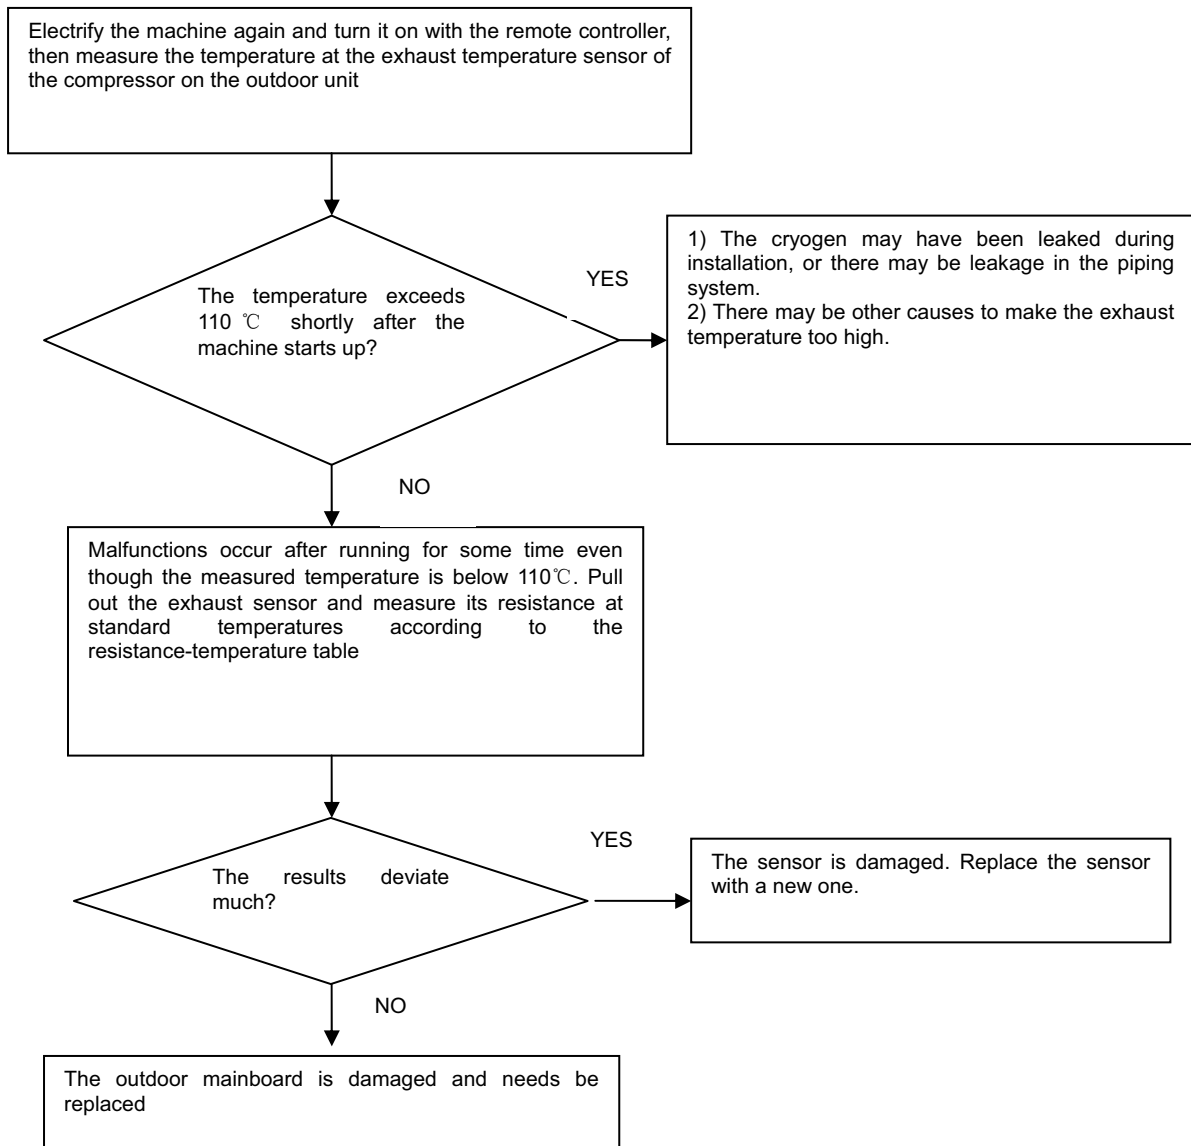 Electrify the machine again and turn it on with the remote controller,
then measure the temperature at the exhaust temperature sensor of
the compressor on the outdoor unit
The temperature exceeds
110 ℃ shortly after the
machine starts up?
YES
1) The cryogen may have been leaked during
installation, or there may be leakage in the piping
system.
2) There may be other causes to make the exhaust
temperature too high.
NO
Malfunctions occur after running for some time even
though the measured temperature is below 110℃. Pull
out the exhaust sensor and measure its resistance at
standard temperatures according to the
resistance-temperature table
The results deviate
much?
YES
The sensor is damaged. Replace the sensor
with a new one.
NO
The outdoor mainboard is damaged and needs be
replaced